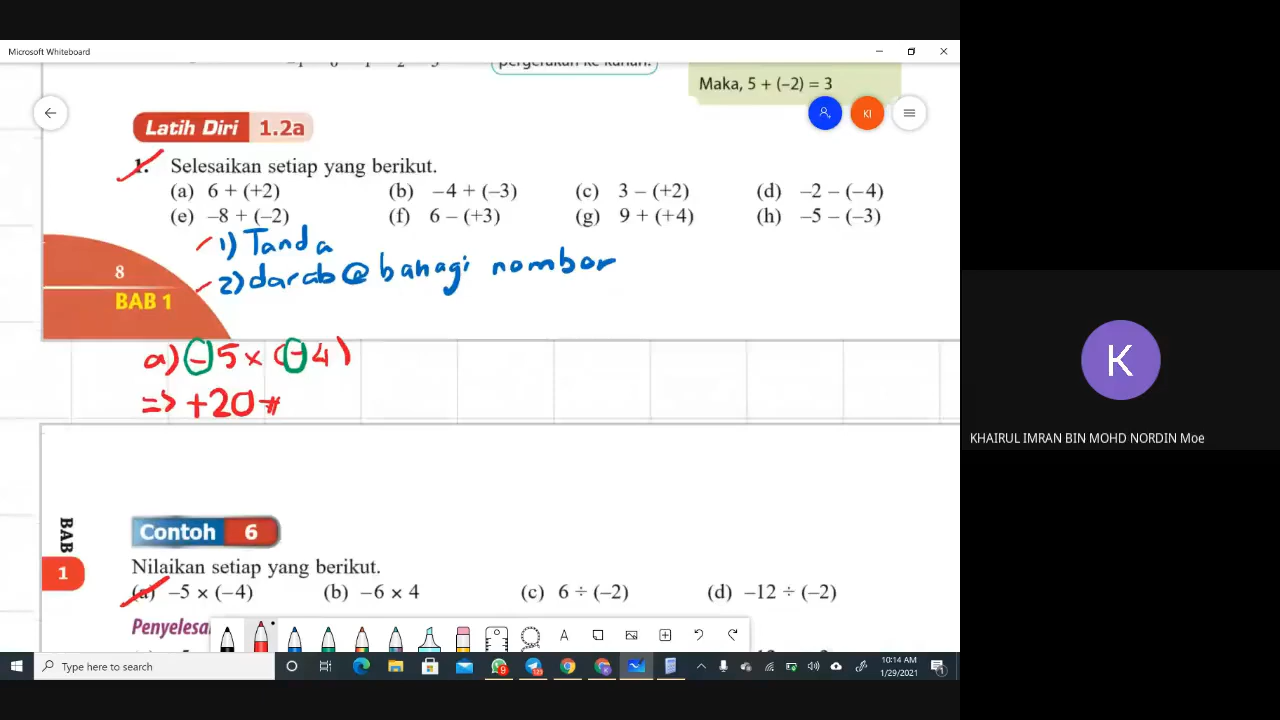 Microsoft Whiteboard
pergerakan ke kanan.
Maka, 5 + (–2) = 3
KI
Latih Diri 1.2a
1. Selesaikan setiap yang berikut.
(a) 6 + (+2) (b) –4 + (–3) (c) 3 – (+2) (d) –2 – (–4)
(e) –8 + (–2) (f) 6 – (+3) (g) 9 + (+4) (h) –5 – (–3)
1) Tanda
2) darab @ bahagi nombor
8
BAB 1
a) -5 × (-4)
=> +20
Contoh 6
BAB
1
Nilaikan setiap yang berikut.
(a) –5 × (–4) (b) –6 × 4 (c) 6 ÷ (–2) (d) –12 ÷ (–2)
A
Type here to search
10:14 AM
1/29/2021
K
KHAIRUL IMRAN BIN MOHD NORDIN Moe